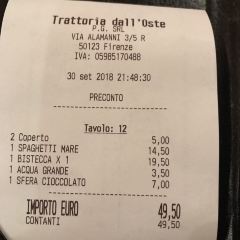 Trattoria dall'Oste
P.G. SRL
VIA ALAMANNI 3/5 R
50123 Firenze
IVA: 05985170488
30 set 2018 21:48:30
PRECONTO
Tavolo: 12
2 Coperto 5,00
1 SPAGHETTI MARE 14,50
1 BISTECCA X 1 19,50
1 ACQUA GRANDE 3,50
1 SFERA CIOCCOLATO 7,00
IMPORTO EURO 49,50
CONTANTI 49,50